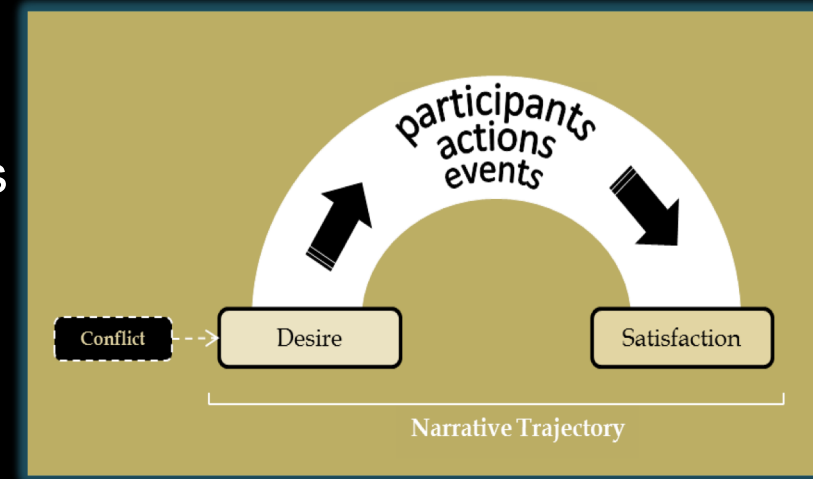 s
participants
actions
events
Conflict
Desire
Satisfaction
Narrative Trajectory